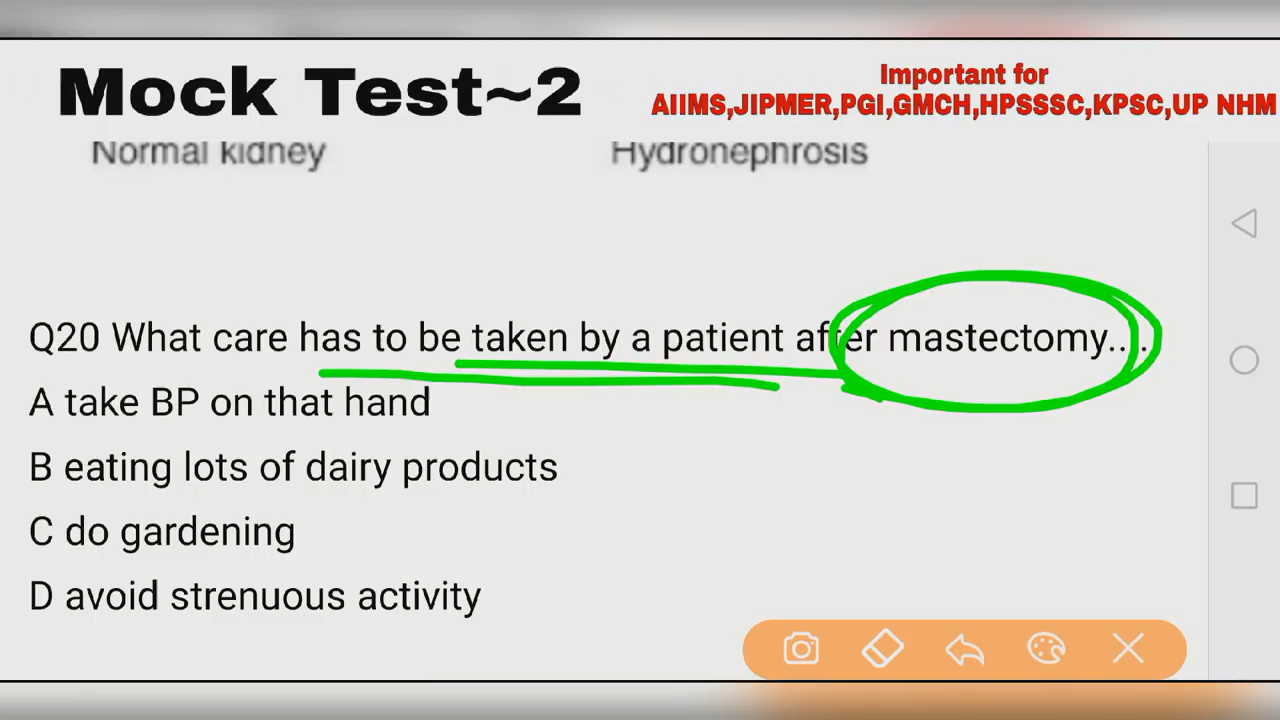 Mock Test~2
Important for
AIIMS,JIPMER,PGI,GMCH,HPSSSC,KPSC,UP NHM
Normal kidney
Hydronephrosis
Q20 What care has to be taken by a patient after mastectomy....
A take BP on that hand
B eating lots of dairy products
C do gardening
D avoid strenuous activity